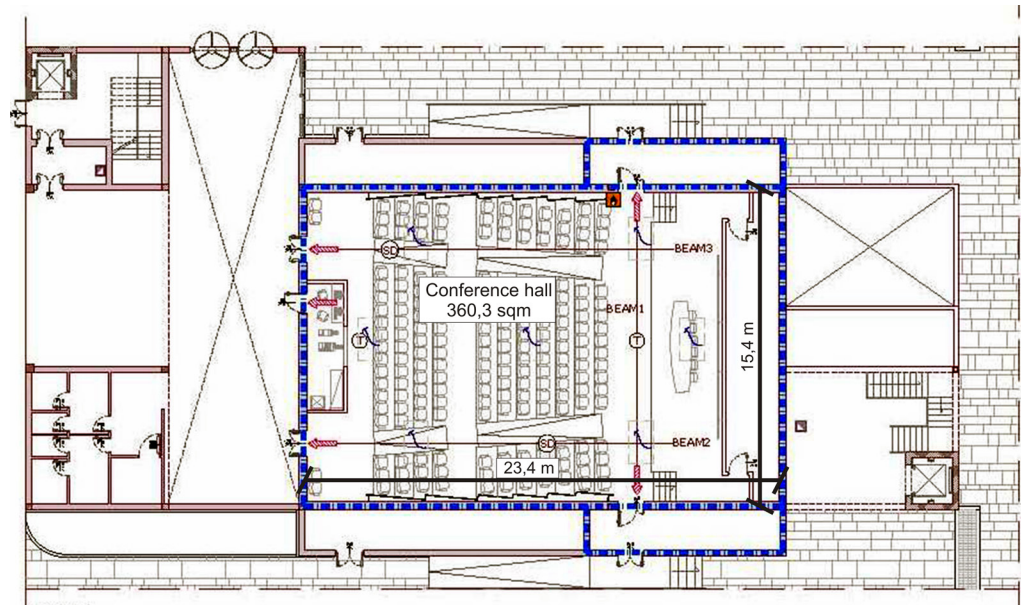 BEAM3
SD
Conference hall
360,3 sqm
BEAM1
T
T
15,4 m
BEAM2
SD
23,4 m